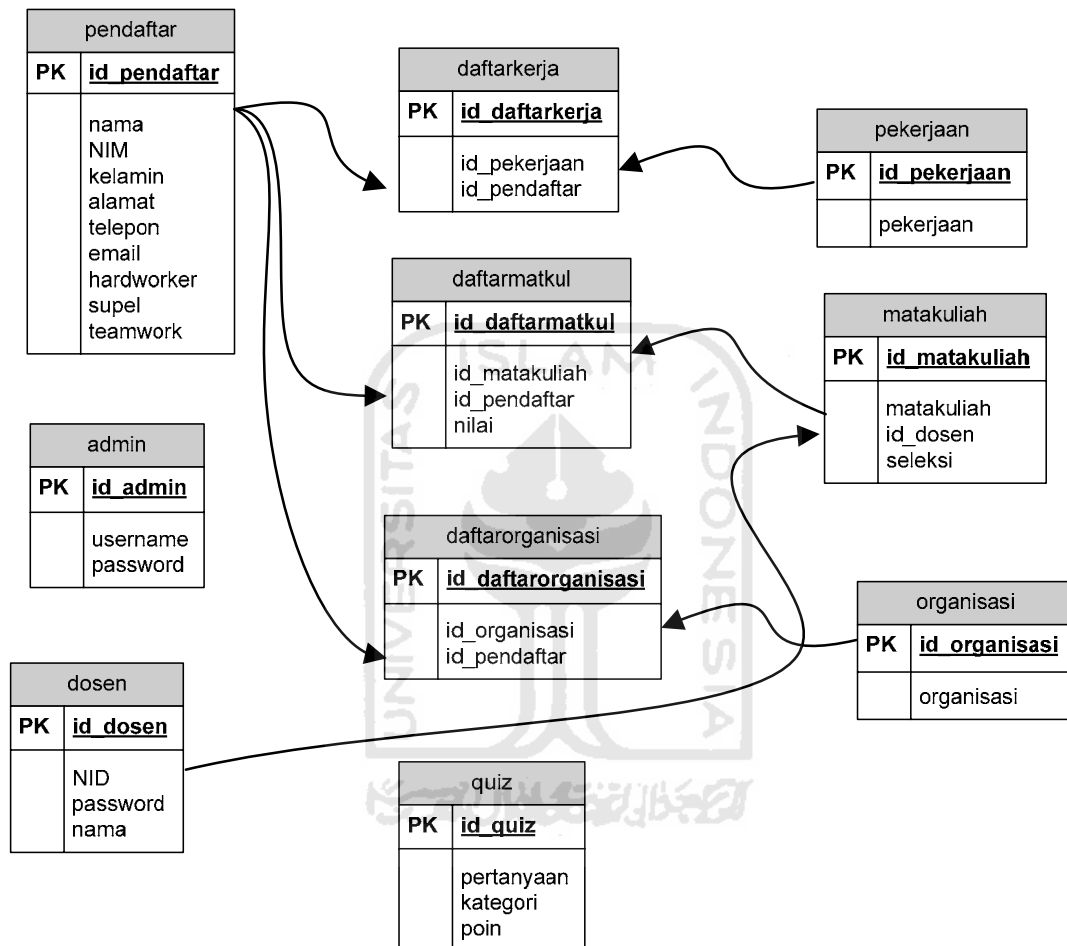 pendaftar
PK id_pendaftar
nama
NIM
kelamin
alamat
telepon
email
hardworker
supel
teamwork
daftarkerja
PK id_daftarkerja
id_pekerjaan
id_pendaftar
pekerjaan
PK id_pekerjaan
pekerjaan
daftarmatkul
PK id_daftarmatkul
id_matakuliah
id_pendaftar
nilai
matakuliah
PK id_matakuliah
matakuliah
id_dosen
seleksi
admin
PK id_admin
username
password
daftarorganisasi
PK id_daftarorganisasi
id_organisasi
id_pendaftar
organisasi
PK id_organisasi
organisasi
dosen
PK id_dosen
NID
password
nama
quiz
PK id_quiz
pertanyaan
kategori
poin
UNIVERSITAS
ISLAM
INDONESIA